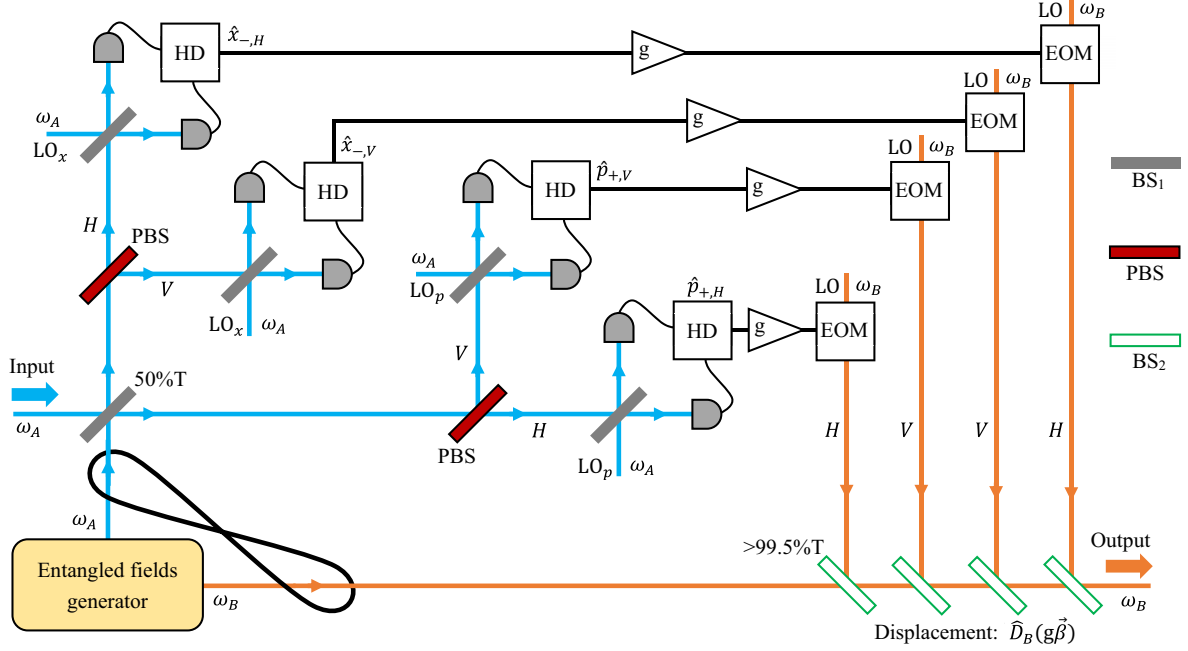 LO ω_B
HD x̂_{−,H} g EOM
ω_A
LO_x
LO ω_B
x̂_{−,V} g EOM
LO ω_B
HD
HD p̂_{+,V} g EOM
BS₁
H PBS
V
ω_A
LO_p
LO_x ω_A
PBS
p̂_{+,H} LO ω_B
HD g EOM
V
BS₂
Input 50%T
ω_A
PBS H
H V V H
LO_p ω_A
ω_A
>99.5%T Output
Entangled fields
generator
ω_B ω_B
Displacement: D̂_B(gβ⃗)